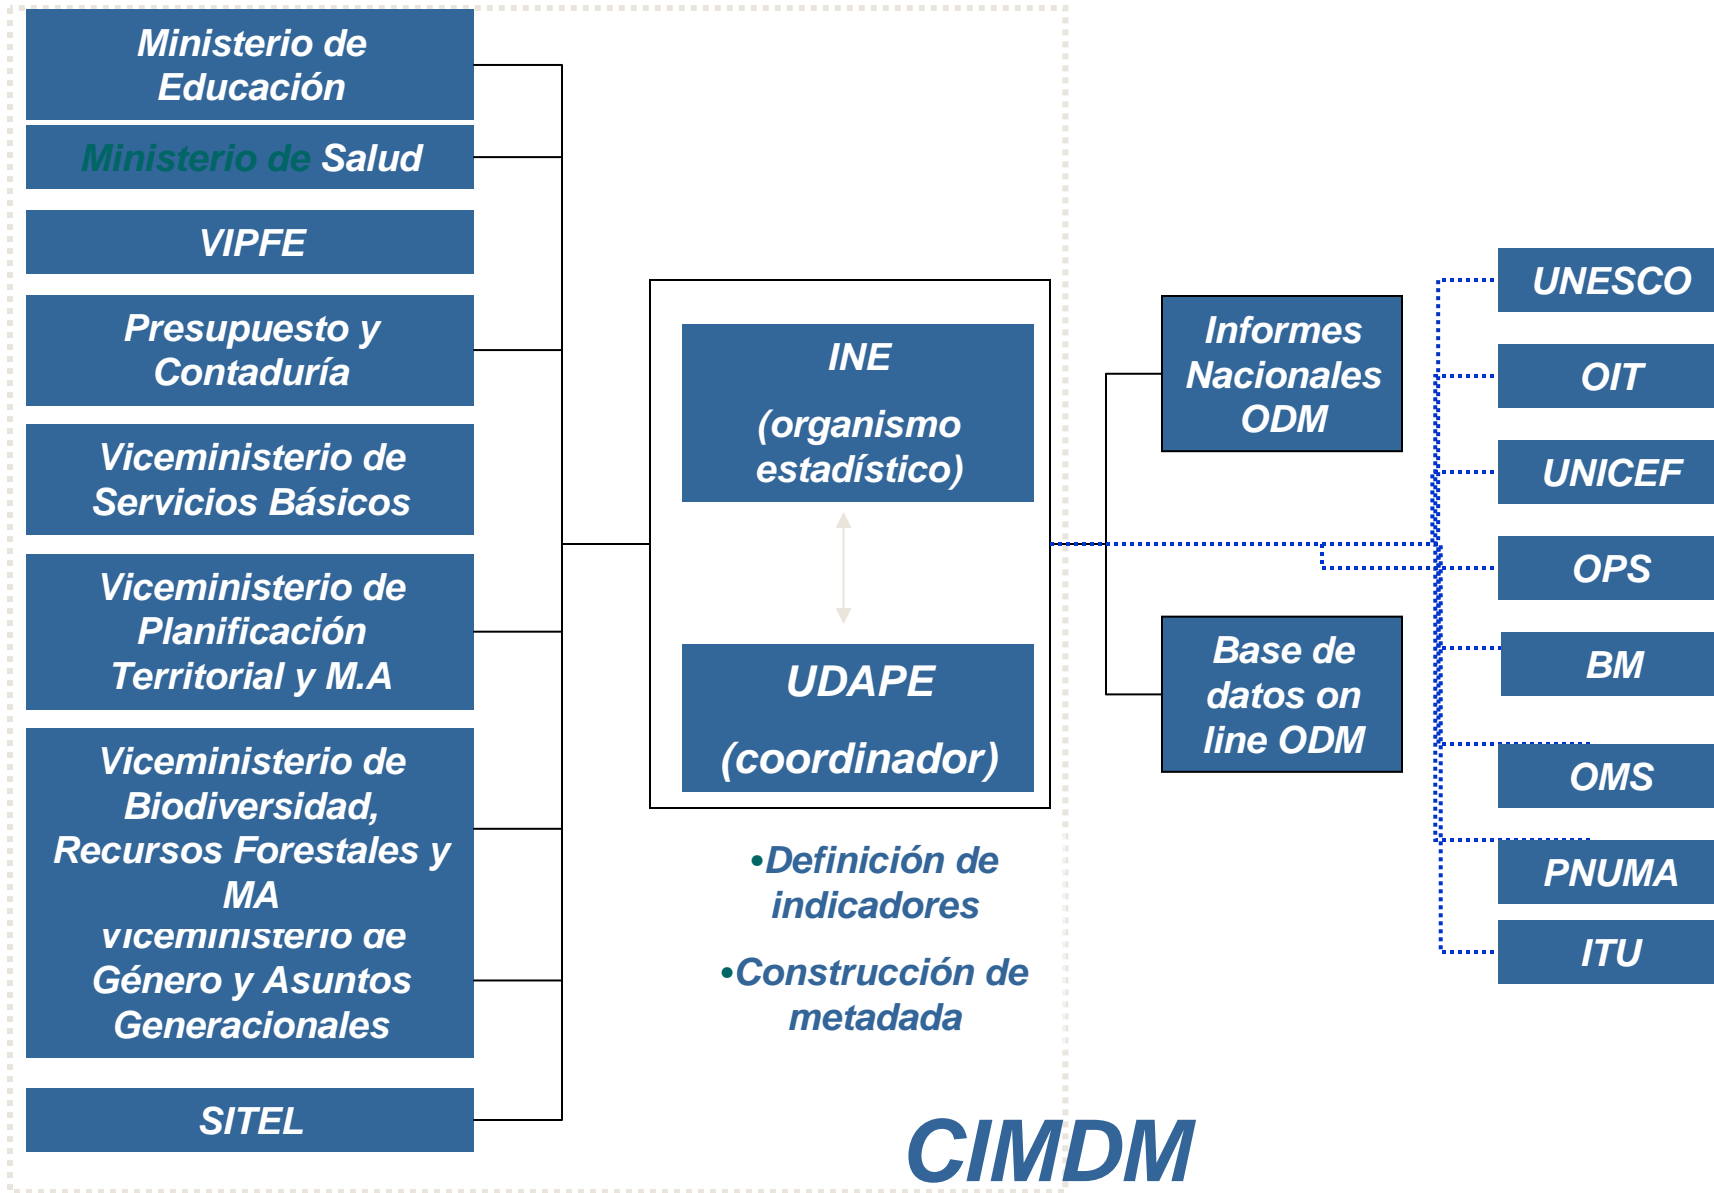 Ministerio de
Educación
Ministerio de Salud
VIPFE
Presupuesto y
Contaduría
Viceministerio de
Servicios Básicos
Viceministerio de
Planificación
Territorial y M.A
Viceministerio de
Biodiversidad,
Recursos Forestales y
MA
Viceministerio de
Género y Asuntos
Generacionales
SITEL
INE
(organismo
estadístico)
UDAPE
(coordinador)
•Definición de
indicadores
•Construcción de
metadada
CIMDM
Informes
Nacionales
ODM
Base de
datos on
line ODM
UNESCO
OIT
UNICEF
OPS
BM
OMS
PNUMA
ITU